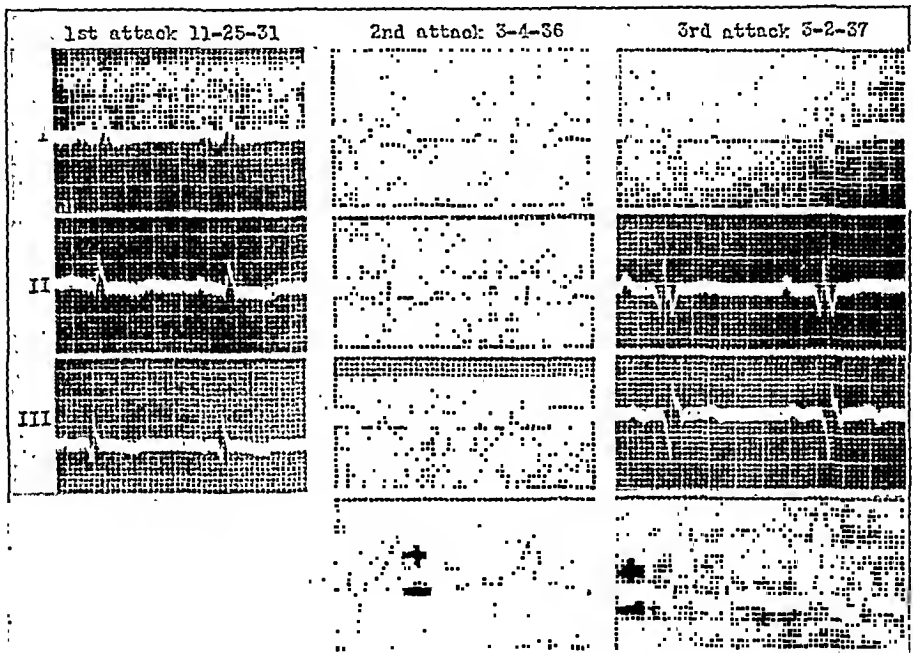 1st attack 11-25-31 2nd attack 3-4-36 3rd attack 3-2-37
I
II
III
+
−
+
−